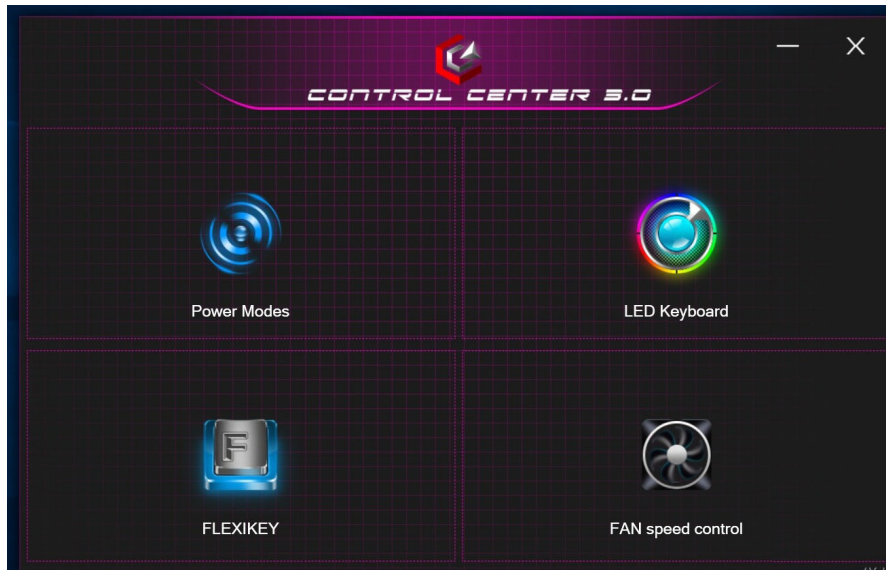 CONTROL CENTER 3.0
Power Modes
LED Keyboard
F
FLEXIKEY
FAN speed control